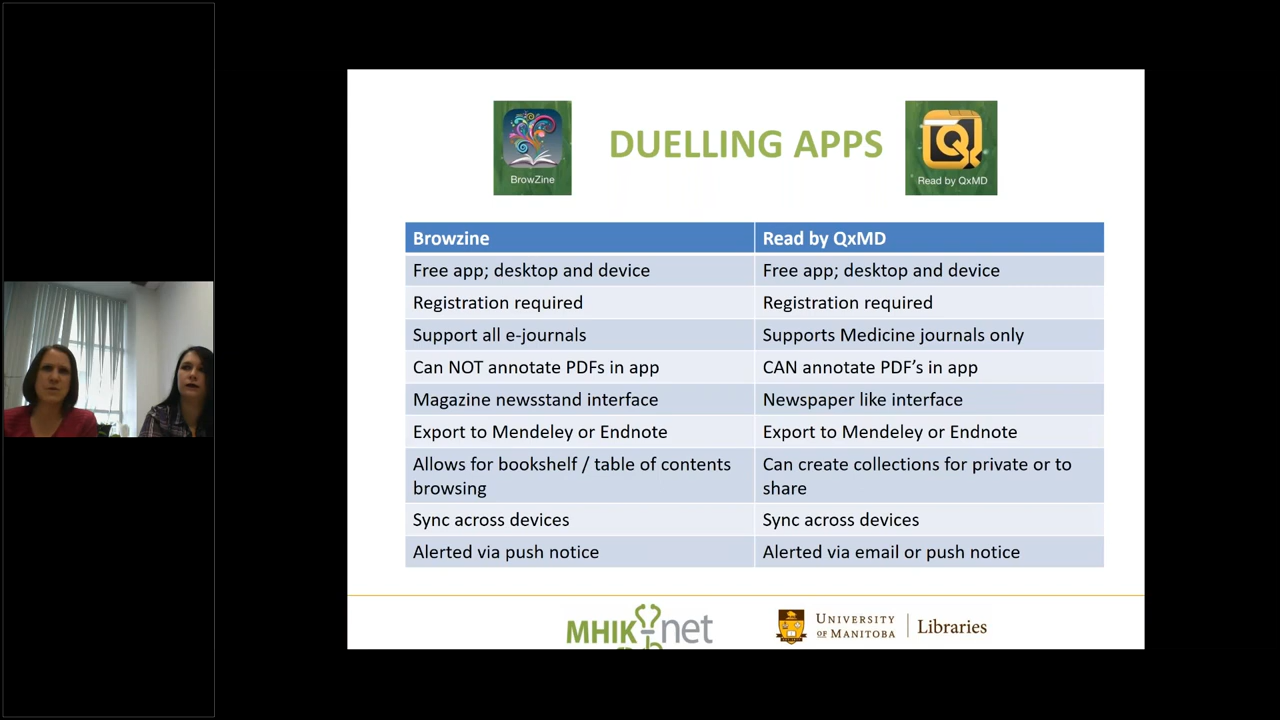 DUELLING APPS
BrowZine
Read by QxMD
Browzine
Read by QxMD
Free app; desktop and device
Free app; desktop and device
Registration required
Registration required
Support all e-journals
Supports Medicine journals only
Can NOT annotate PDFs in app
CAN annotate PDF’s in app
Magazine newsstand interface
Newspaper like interface
Export to Mendeley or Endnote
Export to Mendeley or Endnote
Allows for bookshelf / table of contents
browsing
Can create collections for private or to
share
Sync across devices
Sync across devices
Alerted via push notice
Alerted via email or push notice
MHIKnet
UNIVERSITY
OF MANITOBA
Libraries